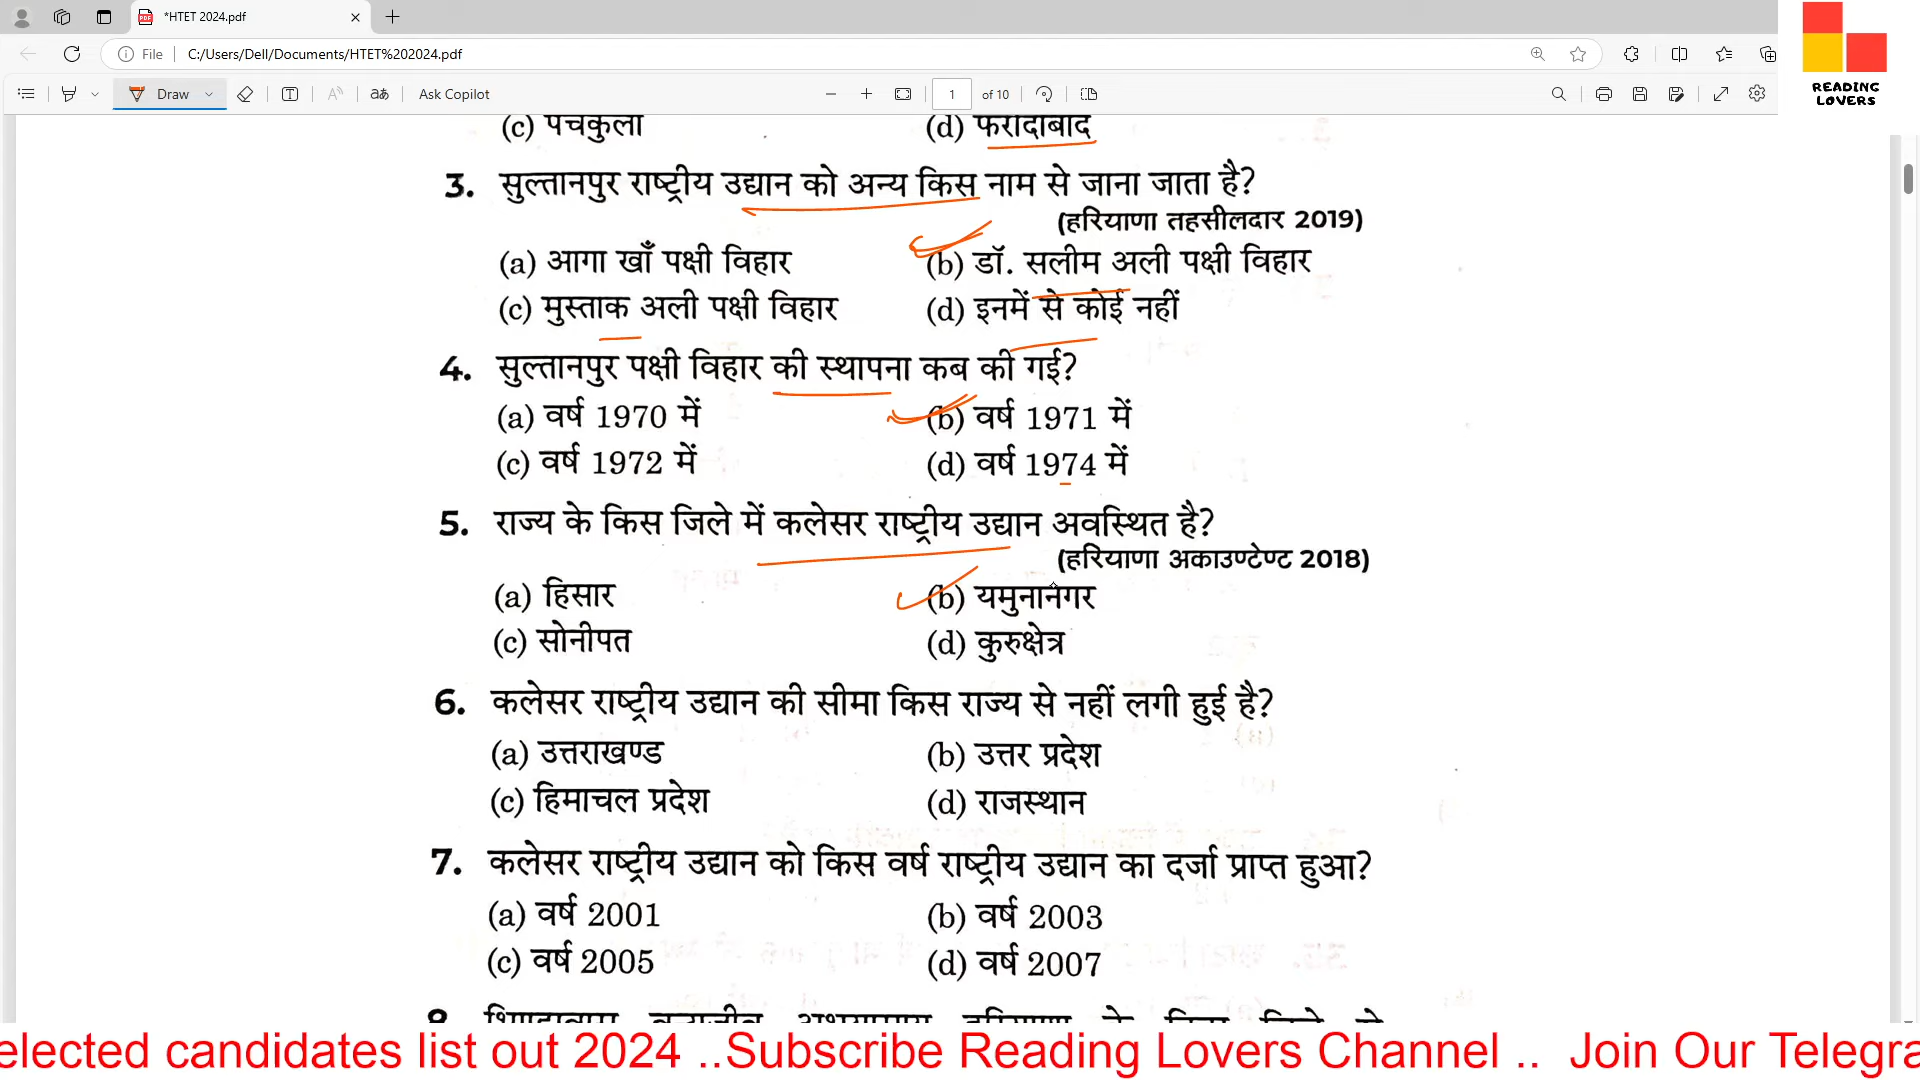 *HTET 2024.pdf
File C:/Users/Dell/Documents/HTET%202024.pdf
Draw aあ Ask Copilot 1 of 10
READING
LOVERS
(c) पंचकुला (d) फरीदाबाद
3. सुल्तानपुर राष्ट्रीय उद्यान को अन्य किस नाम से जाना जाता है?
(हरियाणा तहसीलदार 2019)
(a) आगा खाँ पक्षी विहार (b) डॉ. सलीम अली पक्षी विहार
(c) मुस्ताक अली पक्षी विहार (d) इनमें से कोई नहीं
4. सुल्तानपुर पक्षी विहार की स्थापना कब की गई?
(a) वर्ष 1970 में (b) वर्ष 1971 में
(c) वर्ष 1972 में (d) वर्ष 1974 में
5. राज्य के किस जिले में कलेसर राष्ट्रीय उद्यान अवस्थित है?
(हरियाणा अकाउण्टेण्ट 2018)
(a) हिसार (b) यमुनानगर
(c) सोनीपत (d) कुरुक्षेत्र
6. कलेसर राष्ट्रीय उद्यान की सीमा किस राज्य से नहीं लगी हुई है?
(a) उत्तराखण्ड (b) उत्तर प्रदेश
(c) हिमाचल प्रदेश (d) राजस्थान
7. कलेसर राष्ट्रीय उद्यान को किस वर्ष राष्ट्रीय उद्यान का दर्जा प्राप्त हुआ?
(a) वर्ष 2001 (b) वर्ष 2003
(c) वर्ष 2005 (d) वर्ष 2007
elected candidates list out 2024 ..Subscribe Reading Lovers Channel .. Join Our Telegra